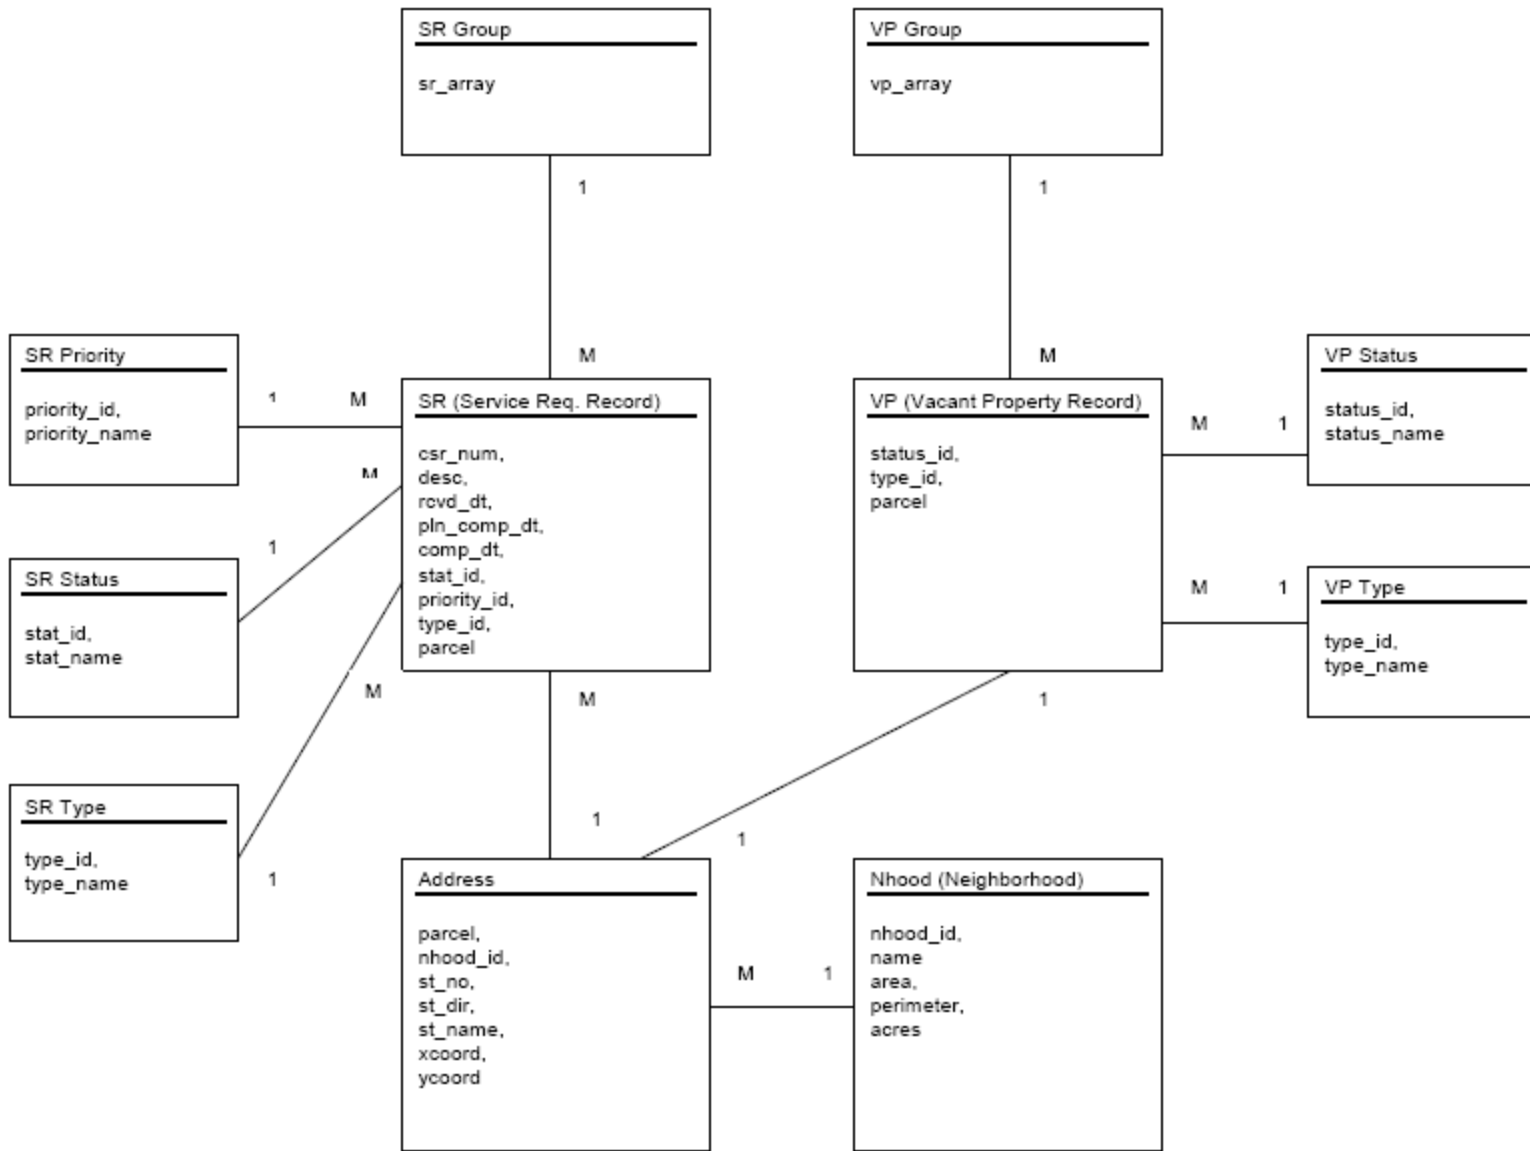 SR Group
sr_array
VP Group
vp_array
1
1
M
M
SR Priority
priority_id,
priority_name
1
M
SR (Service Req. Record)
csr_num,
desc,
rcvd_dt,
pln_comp_dt,
comp_dt,
stat_id,
priority_id,
type_id,
parcel
VP (Vacant Property Record)
status_id,
type_id,
parcel
M
1
VP Status
status_id,
status_name
M
1
SR Status
stat_id,
stat_name
M
1
VP Type
type_id,
type_name
M
M
1
SR Type
type_id,
type_name
1
1
1
Address
parcel,
nhood_id,
st_no,
st_dir,
st_name,
xcoord,
ycoord
M
1
Nhood (Neighborhood)
nhood_id,
name
area,
perimeter,
acres